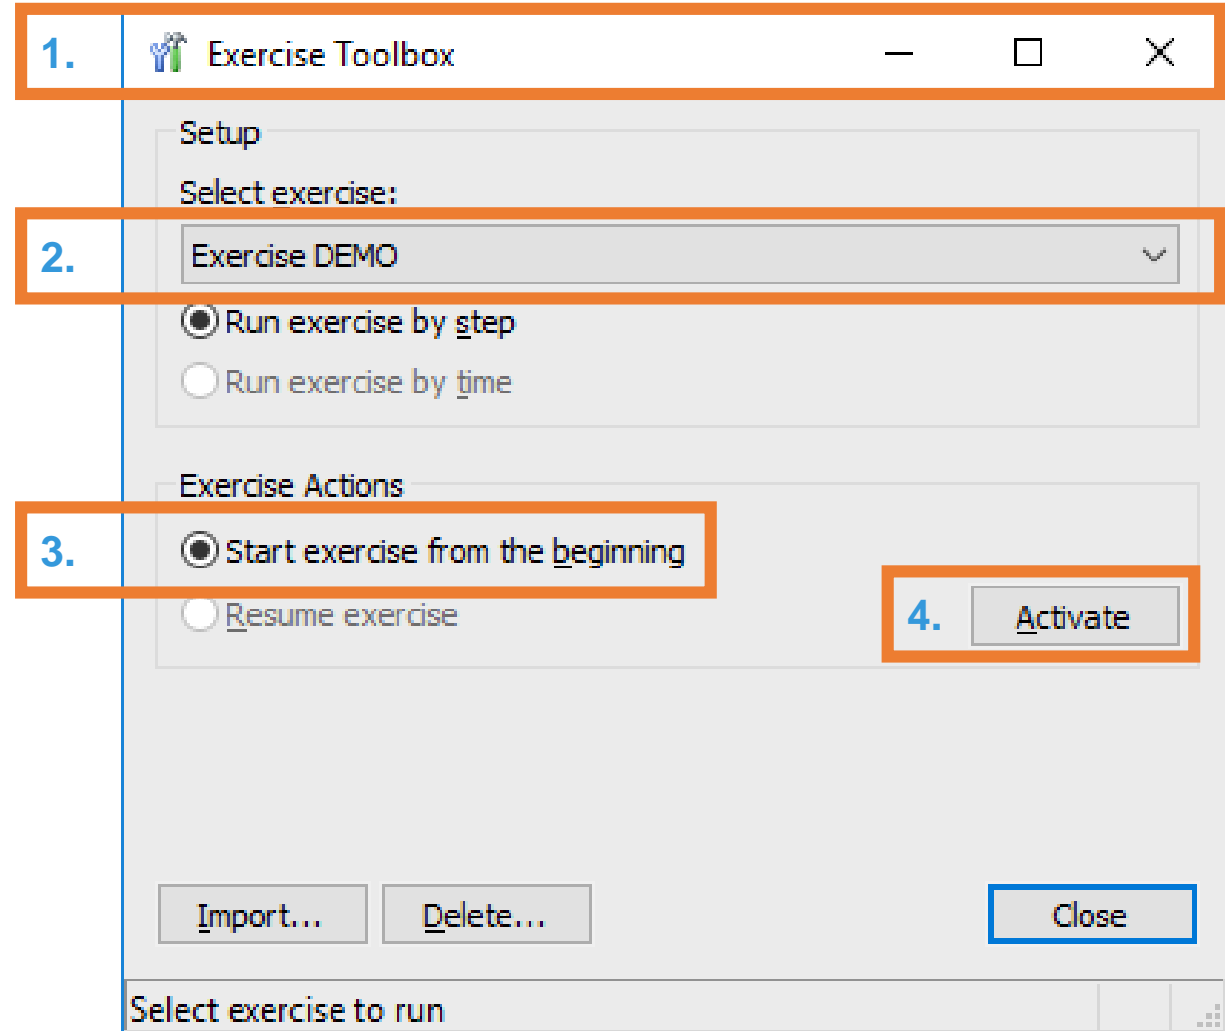 1. Exercise Toolbox
Setup
Select exercise:
2. Exercise DEMO
Run exercise by step
Run exercise by time
Exercise Actions
3. Start exercise from the beginning
Resume exercise
4. Activate
Import... Delete... Close
Select exercise to run